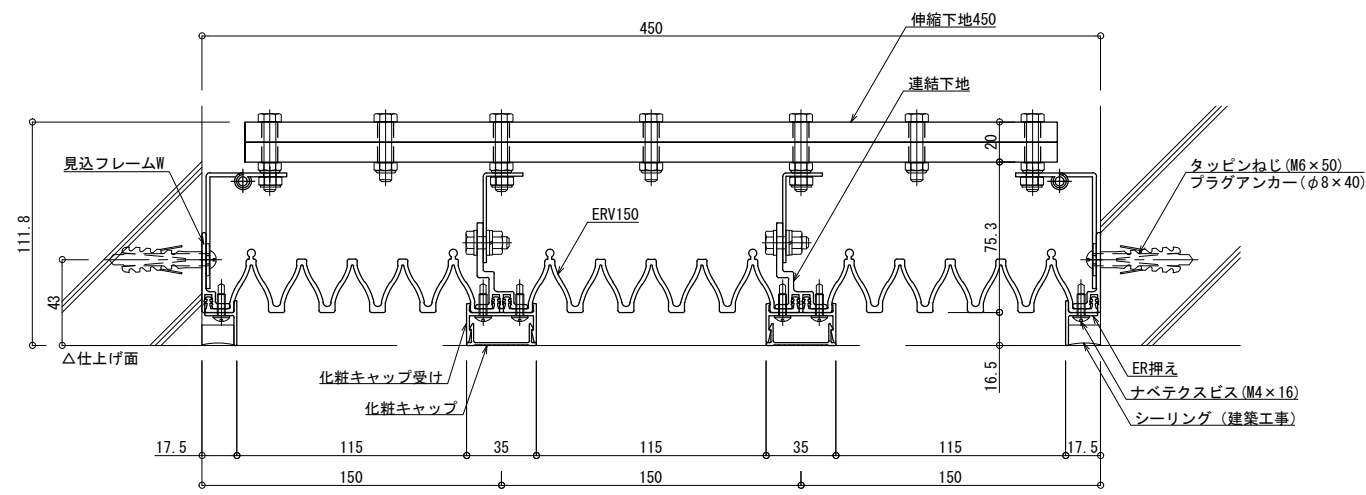 伸縮下地450
450
連結下地
見込フレームW
20
タッピンねじ(M6×50)
プラグアンカー(φ8×40)
ERV150
111.8
75.3
43
△仕上げ面
16.5
化粧キャップ受け
化粧キャップ
ER押え
ナベテクスビス(M4×16)
シーリング（建築工事）
17.5
115
35
115
35
115
17.5
150
150
150